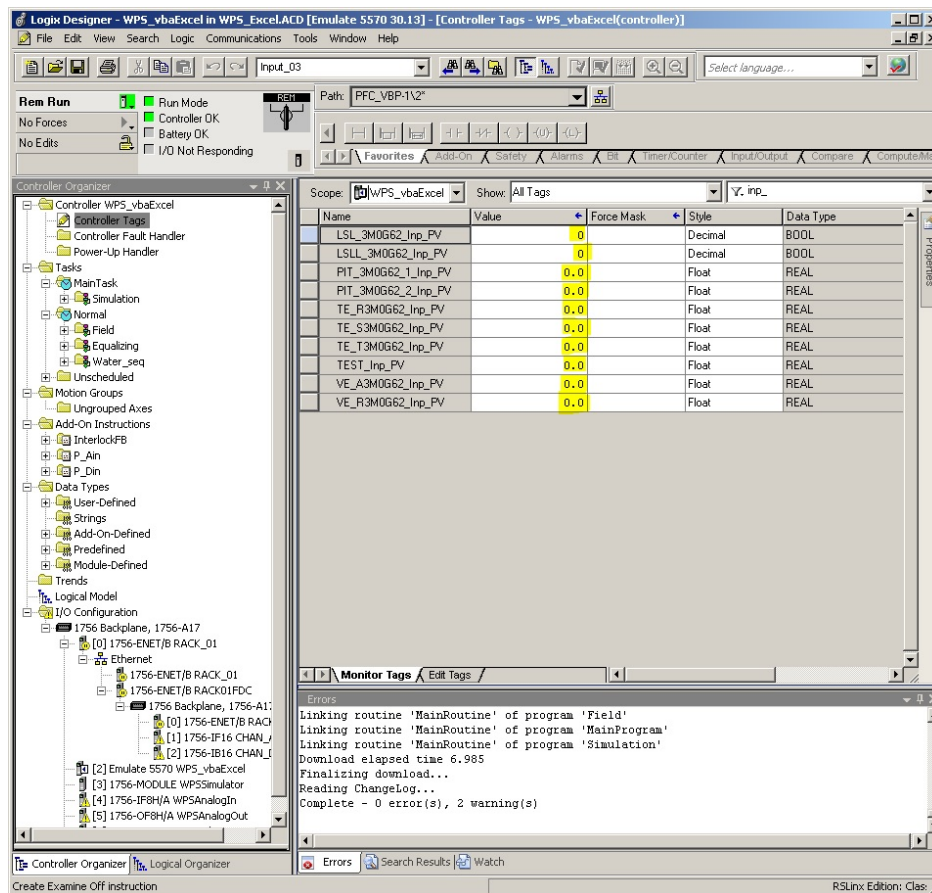 Logix Designer - WPS_vbaExcel in WPS_Excel.ACD [Emulate 5570 30.13] - [Controller Tags - WPS_vbaExcel(controller)]
File Edit View Search Logic Communications Tools Window Help
Input_03
Select language...
Rem Run
No Forces
No Edits
Run Mode
Controller OK
Battery OK
I/O Not Responding
REM
Path: PFC_VBP-1\2*
Favorites Add-On Safety Alarms Bit Timer/Counter Input/Output Compare
Controller Organizer
Controller WPS_vbaExcel
Controller Tags
Controller Fault Handler
Power-Up Handler
Tasks
MainTask
Simulation
Normal
Field
Equalizing
Water_seq
Unscheduled
Motion Groups
Ungrouped Axes
Add-On Instructions
InterlockFB
P_Ain
P_Din
Data Types
User-Defined
Strings
Add-On-Defined
Predefined
Module-Defined
Trends
Logical Model
I/O Configuration
1756 Backplane, 1756-A17
[0] 1756-ENET/B RACK_01
Ethernet
1756-ENET/B RACK_01
1756-ENET/B RACK01FDC
1756 Backplane, 1756-A17
[0] 1756-ENET/B RACK
[1] 1756-IF16 CHAN_A
[2] 1756-IB16 CHAN_D
[2] Emulate 5570 WPS_vbaExcel
[3] 1756-MODULE WPSSimulator
[4] 1756-IF8H/A WPSAnalogIn
[5] 1756-OF8H/A WPSAnalogOut
Controller Organizer Logical Organizer
Scope: WPS_vbaExcel Show: All Tags inp_
Name Value Force Mask Style Data Type
LSL_3M0G62_Inp_PV 0 Decimal BOOL
LSLL_3M0G62_Inp_PV 0 Decimal BOOL
PIT_3M0G62_1_Inp_PV 0.0 Float REAL
PIT_3M0G62_2_Inp_PV 0.0 Float REAL
TE_R3M0G62_Inp_PV 0.0 Float REAL
TE_S3M0G62_Inp_PV 0.0 Float REAL
TE_T3M0G62_Inp_PV 0.0 Float REAL
TEST_Inp_PV 0.0 Float REAL
VE_A3M0G62_Inp_PV 0.0 Float REAL
VE_R3M0G62_Inp_PV 0.0 Float REAL
Properties
Monitor Tags Edit Tags
Errors
Linking routine 'MainRoutine' of program 'Field'
Linking routine 'MainRoutine' of program 'MainProgram'
Linking routine 'MainRoutine' of program 'Simulation'
Download elapsed time 6.985
Finalizing download...
Reading ChangeLog...
Complete - 0 error(s), 2 warning(s)
Errors Search Results Watch
Create Examine Off instruction
RSLinx Edition: Clas